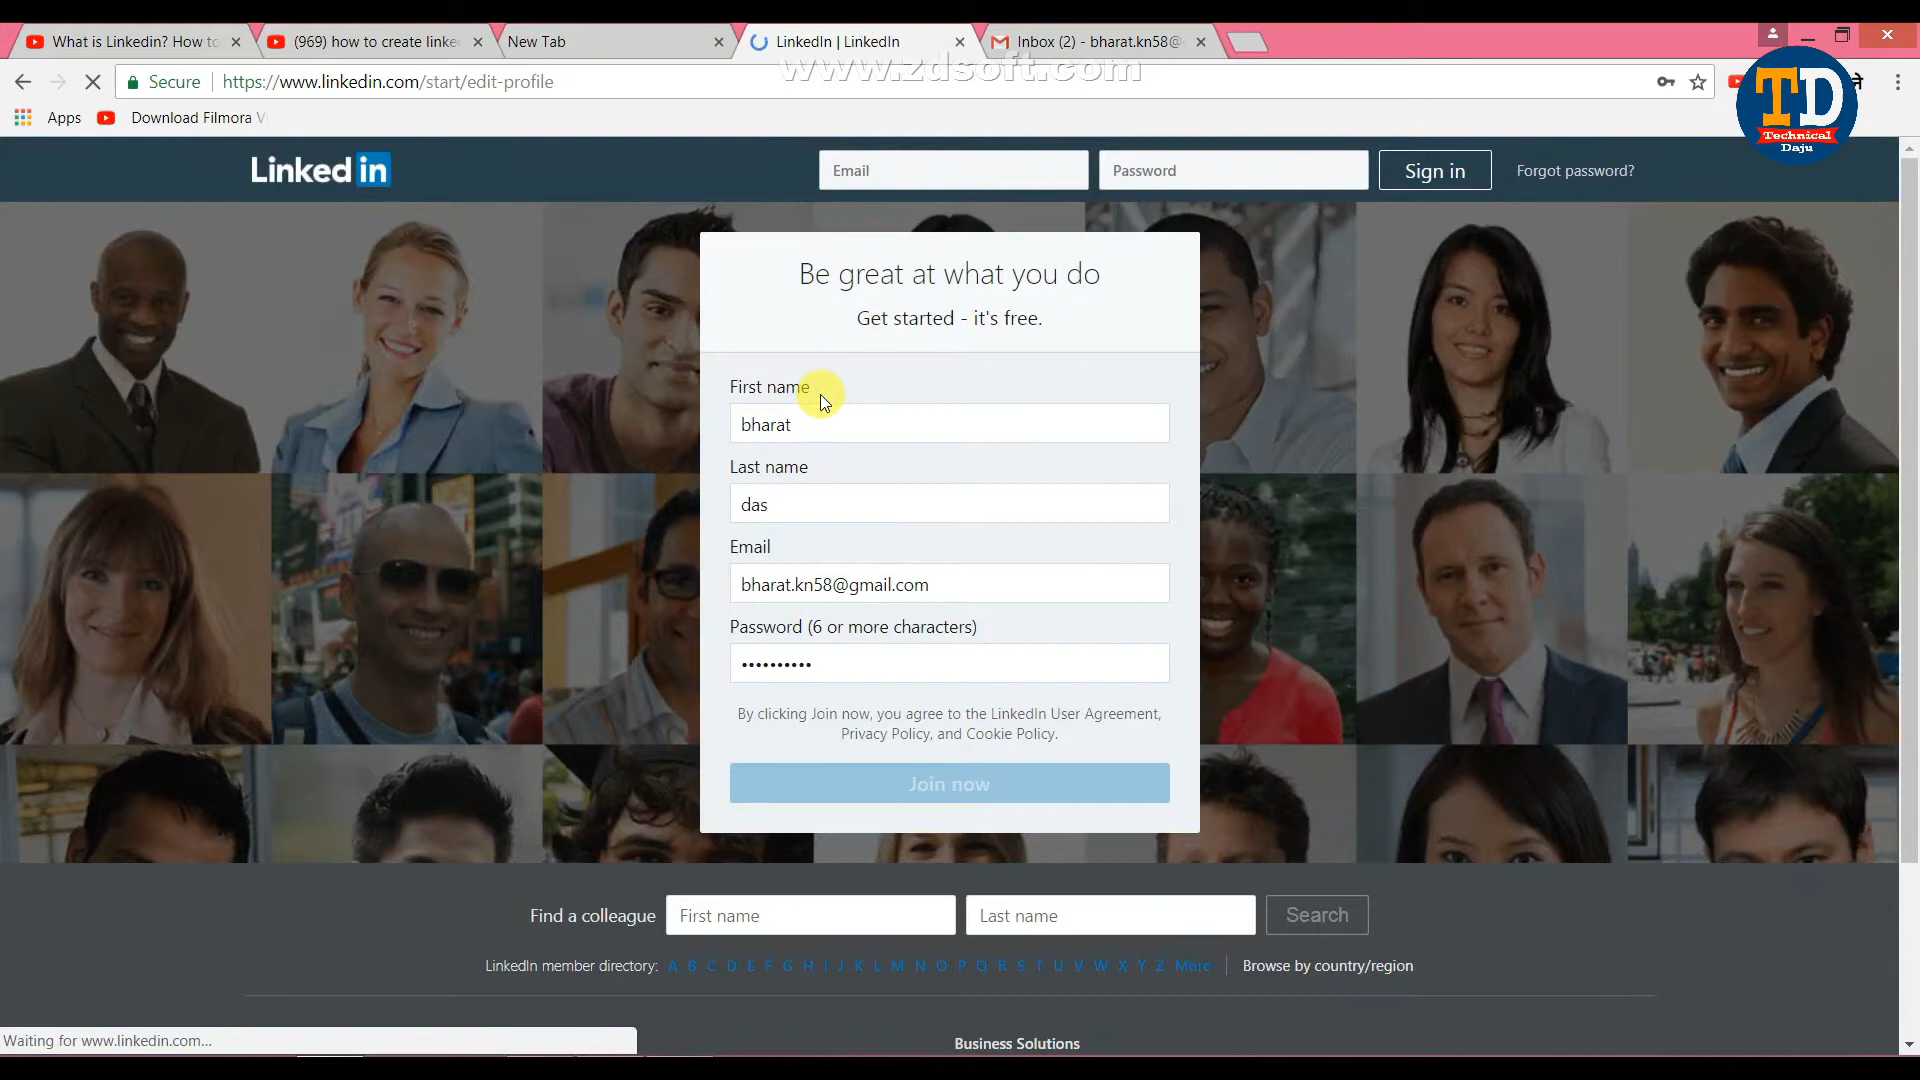 What is Linkedin? How to
(969) how to create linke
New Tab
LinkedIn | LinkedIn
Inbox (2) - bharat.kn58@
www.zdsoft.com
Secure
https://www.linkedin.com/start/edit-profile
TD
Technical
Daju
Apps
Download Filmora V
Linked in
Email
Password
Sign in
Forgot password?
Be great at what you do
Get started - it's free.
First name
bharat
Last name
das
Email
bharat.kn58@gmail.com
Password (6 or more characters)
••••••••••
By clicking Join now, you agree to the LinkedIn User Agreement,
Privacy Policy, and Cookie Policy.
Join now
Find a colleague
First name
Last name
Search
LinkedIn member directory: A B C D E F G H I J K L M N O P Q R S T U V W X Y Z More
Browse by country/region
Waiting for www.linkedin.com...
Business Solutions